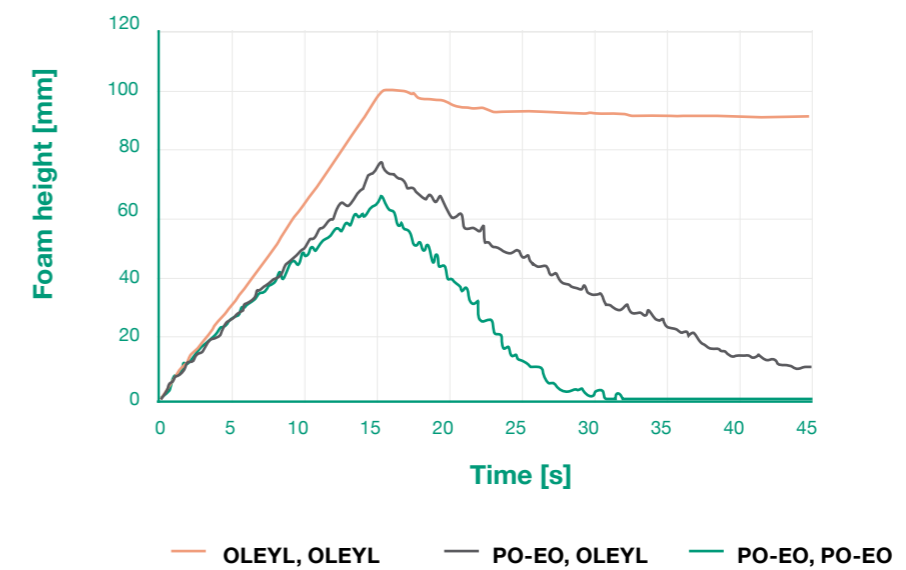 120
100
80
60
40
20
0
Foam height [mm]
0 5 10 15 20 25 30 35 40 45
Time [s]
OLEYL, OLEYL PO-EO, OLEYL PO-EO, PO-EO